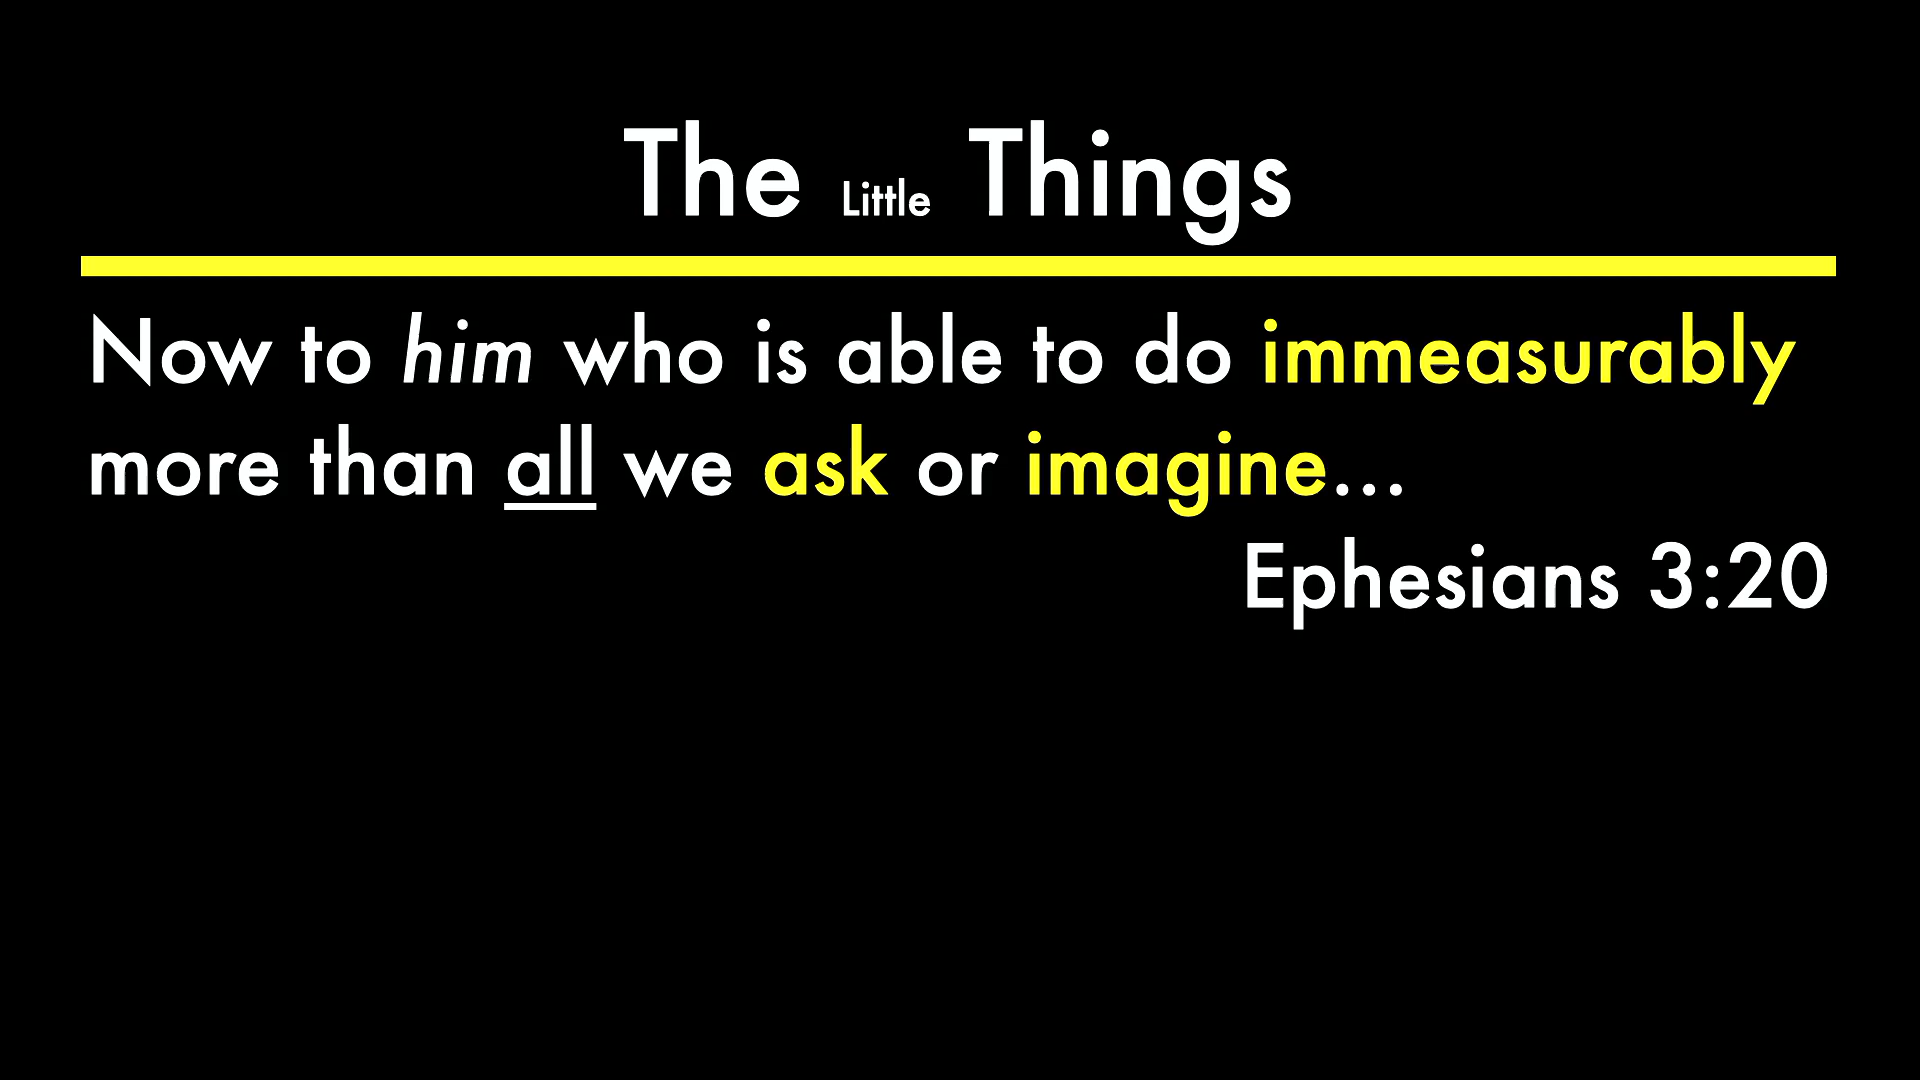 The Little Things
Now to him who is able to do immeasurably
more than all we ask or imagine...
Ephesians 3:20